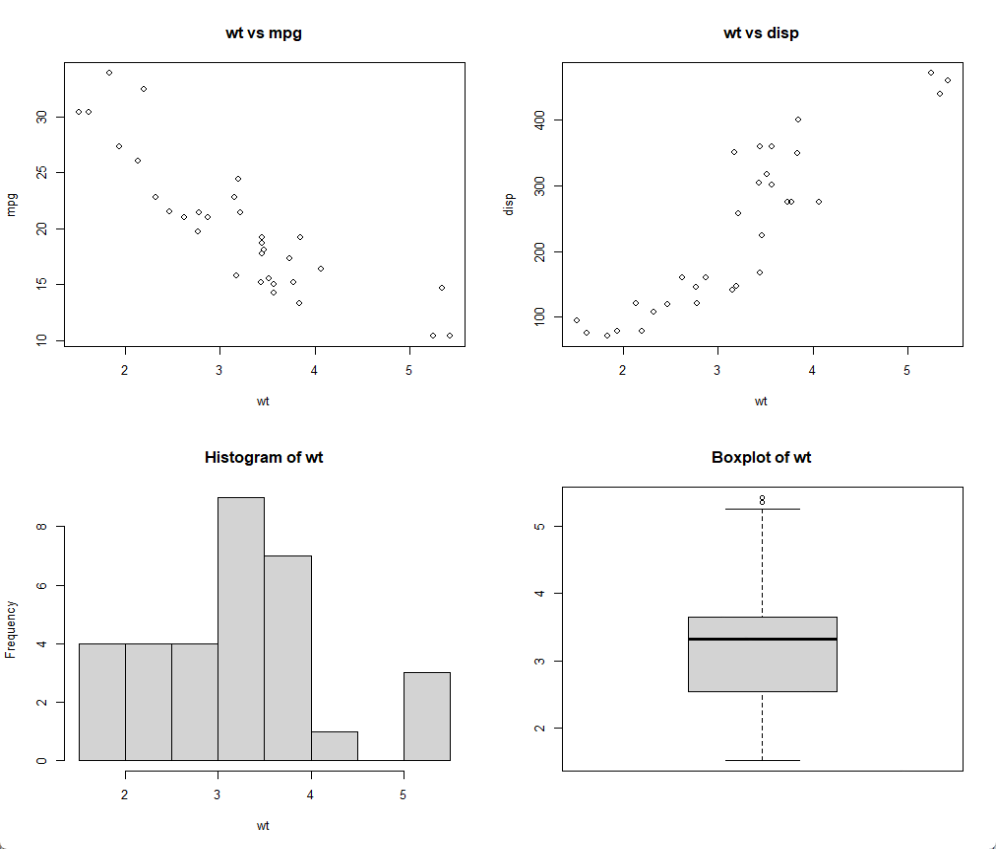 wt vs mpg
mpg
30
25
20
15
10
2 3 4 5
wt
wt vs disp
disp
400
300
200
100
2 3 4 5
wt
Histogram of wt
Frequency
8
6
4
2
0
2 3 4 5
wt
Boxplot of wt
5
4
3
2